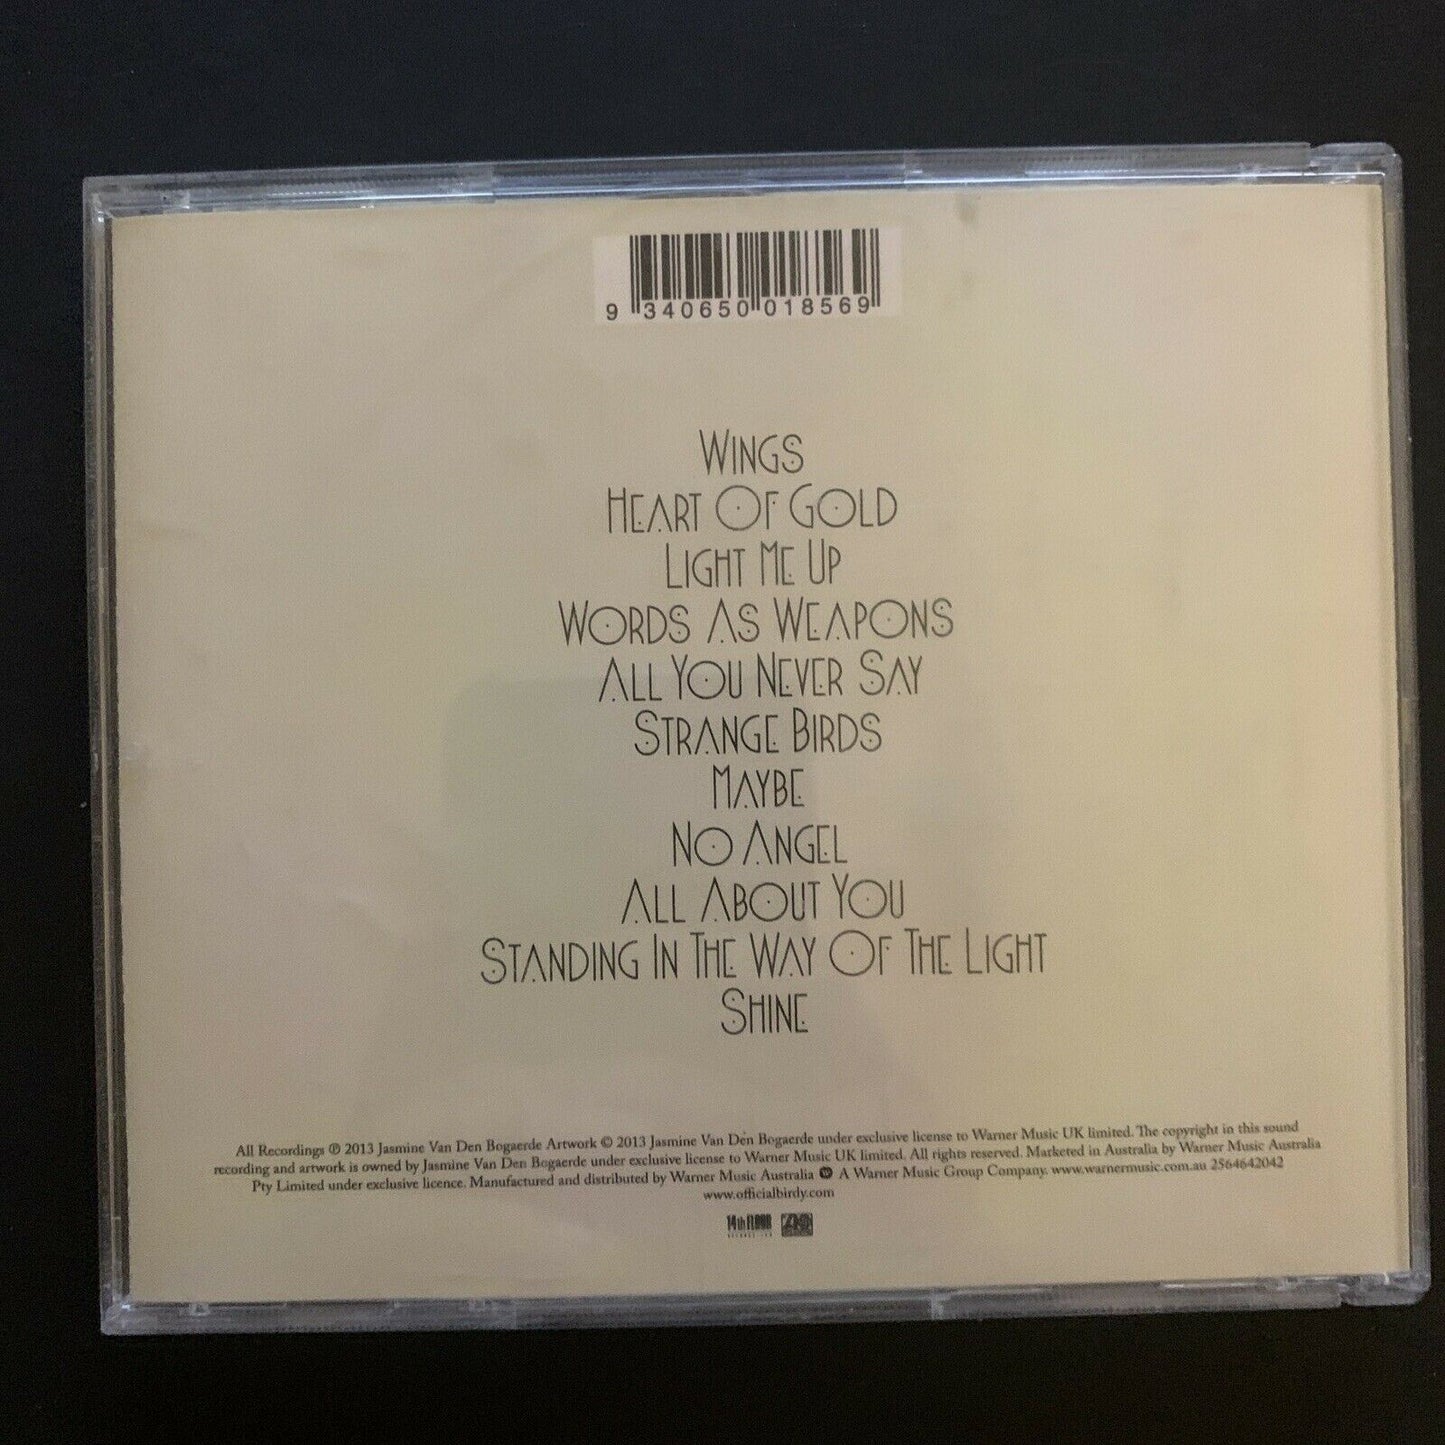 9 340650 018569
WINGS
HEART OF GOLD
LIGHT ME UP
WORDS AS WEAPONS
ALL YOU NEVER SAY
STRANGE BIRDS
MAYBE
NO ANGEL
ALL ABOUT YOU
STANDING IN THE WAY OF THE LIGHT
SHINE
All Recordings ℗ 2013 Jasmine Van Den Bogaerde Artwork © 2013 Jasmine Van Den Bogaerde under exclusive license to Warner Music UK limited. The copyright in this sound
recording and artwork is owned by Jasmine Van Den Bogaerde under exclusive license to Warner Music UK limited. All rights reserved. Marketed in Australia by Warner Music Australia
Pty Limited under exclusive licence. Manufactured and distributed by Warner Music Australia A Warner Music Group Company. www.warnermusic.com.au 2564642042
www.officialbirdy.com
14th FLOOR